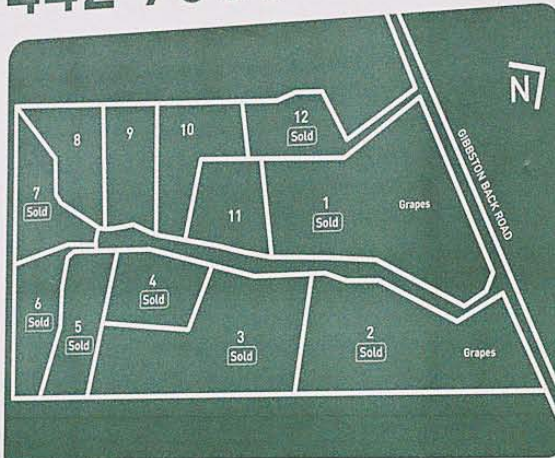 N
GIBBSTON BACK ROAD
12
Sold
8
9
10
7
Sold
11
1
Sold
Grapes
6
Sold
5
Sold
4
Sold
3
Sold
2
Sold
Grapes